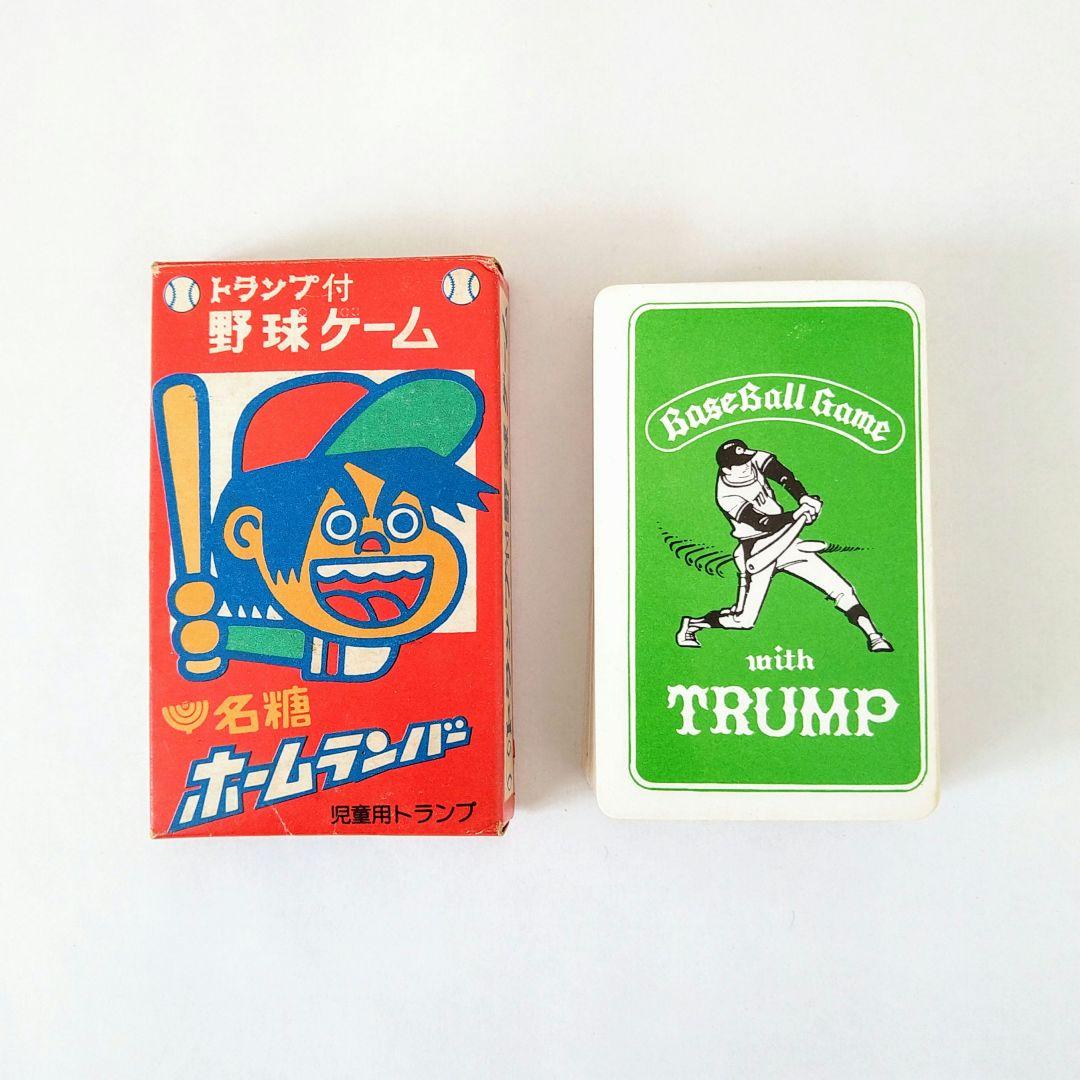 トランプ付
野球ゲーム
名糖
ホームランバー
児童用トランプ
BaseBall Game
with
TRUMP